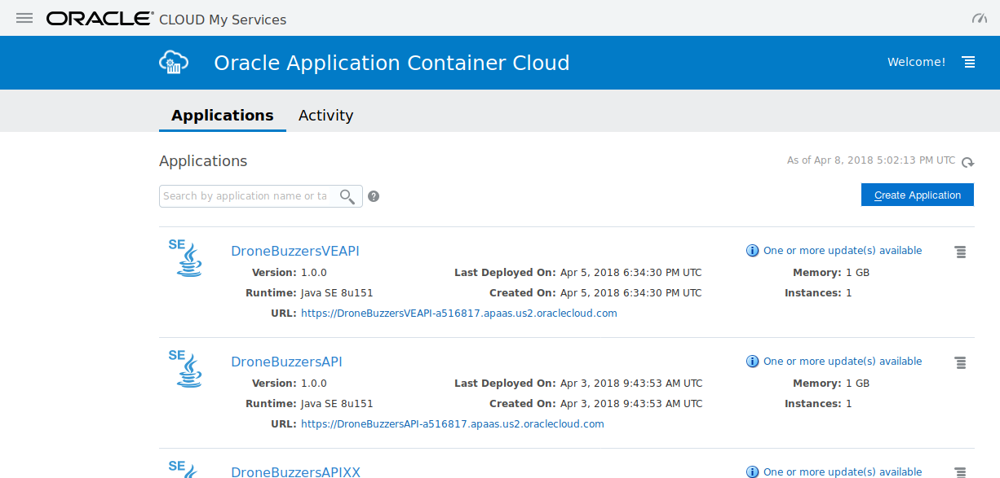 ORACLE® CLOUD My Services
Oracle Application Container Cloud
Welcome!
Applications Activity
Applications
As of Apr 8, 2018 5:02:13 PM UTC
Search by application name or ta
?
Create Application
SE
DroneBuzzersVEAPI
i One or more update(s) available
Version: 1.0.0 Last Deployed On: Apr 5, 2018 6:34:30 PM UTC Memory: 1 GB
Runtime: Java SE 8u151 Created On: Apr 5, 2018 6:34:30 PM UTC Instances: 1
URL: https://DroneBuzzersVEAPI-a516817.apaas.us2.oraclecloud.com
SE
DroneBuzzersAPI
i One or more update(s) available
Version: 1.0.0 Last Deployed On: Apr 3, 2018 9:43:53 AM UTC Memory: 1 GB
Runtime: Java SE 8u151 Created On: Apr 3, 2018 9:43:53 AM UTC Instances: 1
URL: https://DroneBuzzersAPI-a516817.apaas.us2.oraclecloud.com
SE
DroneBuzzersAPIXX
i One or more update(s) available